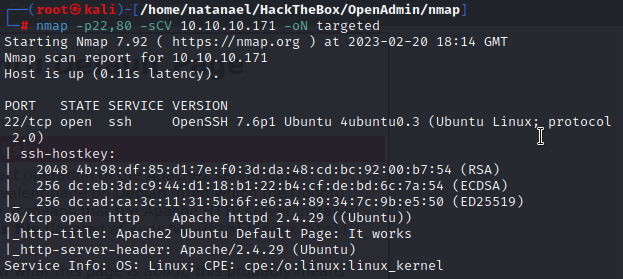 ┌──(root㉿kali)-[/home/natanael/HackTheBox/OpenAdmin/nmap]
└─# nmap -p22,80 -sCV 10.10.10.171 -oN targeted
Starting Nmap 7.92 ( https://nmap.org ) at 2023-02-20 18:14 GMT
Nmap scan report for 10.10.10.171
Host is up (0.11s latency).

PORT   STATE SERVICE VERSION
22/tcp open  ssh     OpenSSH 7.6p1 Ubuntu 4ubuntu0.3 (Ubuntu Linux; protocol
 2.0)
| ssh-hostkey:
|   2048 4b:98:df:85:d1:7e:f0:3d:da:48:cd:bc:92:00:b7:54 (RSA)
|   256 dc:eb:3d:c9:44:d1:18:b1:22:b4:cf:de:bd:6c:7a:54 (ECDSA)
|_  256 dc:ad:ca:3c:11:31:5b:6f:e6:a4:89:34:7c:9b:e5:50 (ED25519)
80/tcp open  http    Apache httpd 2.4.29 ((Ubuntu))
|_http-title: Apache2 Ubuntu Default Page: It works
|_http-server-header: Apache/2.4.29 (Ubuntu)
Service Info: OS: Linux; CPE: cpe:/o:linux:linux_kernel